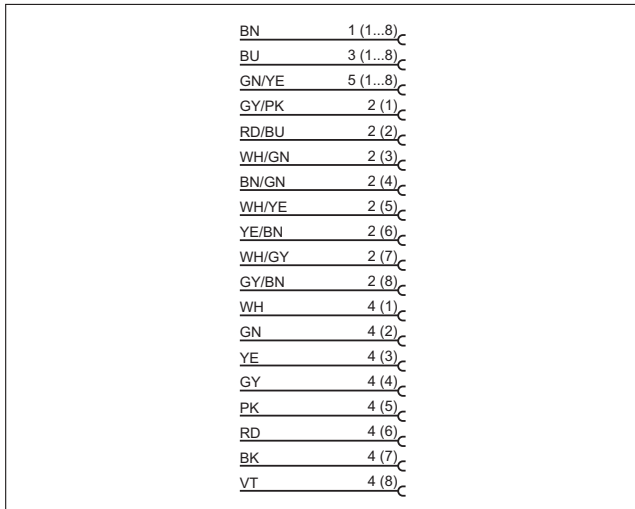 BN 1 (1...8)
BU 3 (1...8)
GN/YE 5 (1...8)
GY/PK 2 (1)
RD/BU 2 (2)
WH/GN 2 (3)
BN/GN 2 (4)
WH/YE 2 (5)
YE/BN 2 (6)
WH/GY 2 (7)
GY/BN 2 (8)
WH 4 (1)
GN 4 (2)
YE 4 (3)
GY 4 (4)
PK 4 (5)
RD 4 (6)
BK 4 (7)
VT 4 (8)